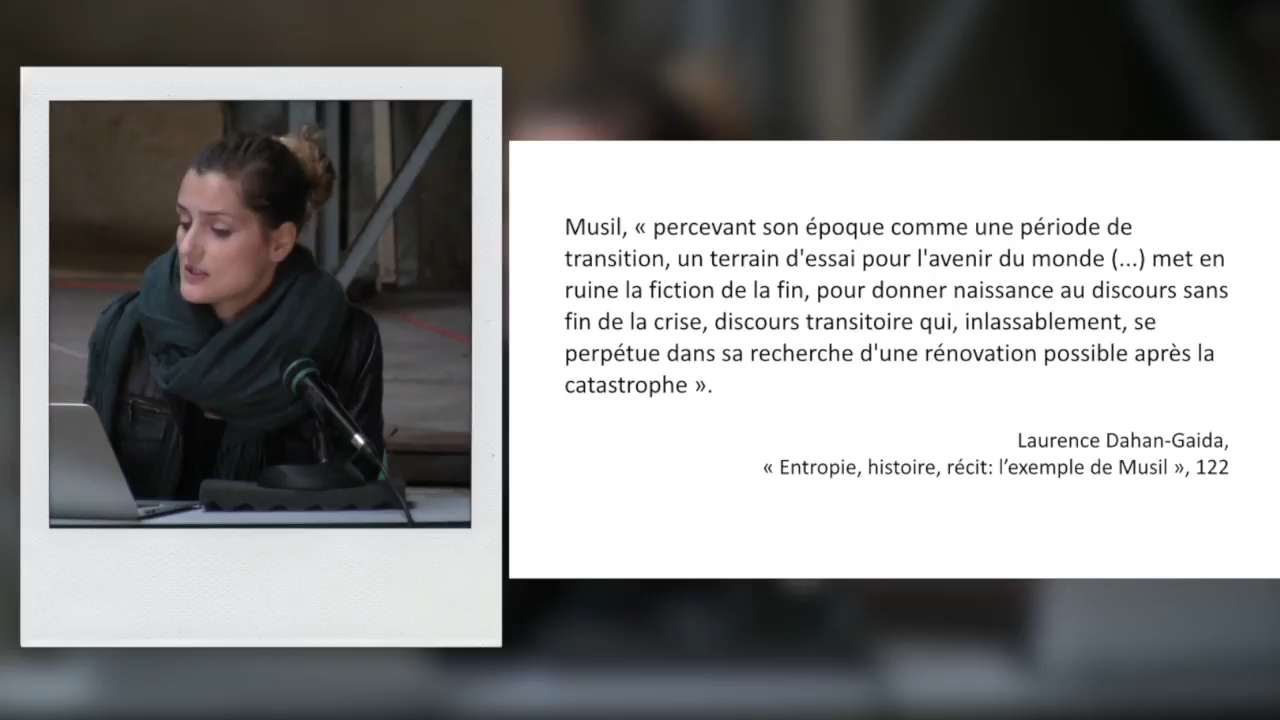 Musil, « percevant son époque comme une période de
transition, un terrain d'essai pour l'avenir du monde (...) met en
ruine la fiction de la fin, pour donner naissance au discours sans
fin de la crise, discours transitoire qui, inlassablement, se
perpétue dans sa recherche d'une rénovation possible après la
catastrophe ».
Laurence Dahan-Gaida,
« Entropie, histoire, récit: l’exemple de Musil », 122